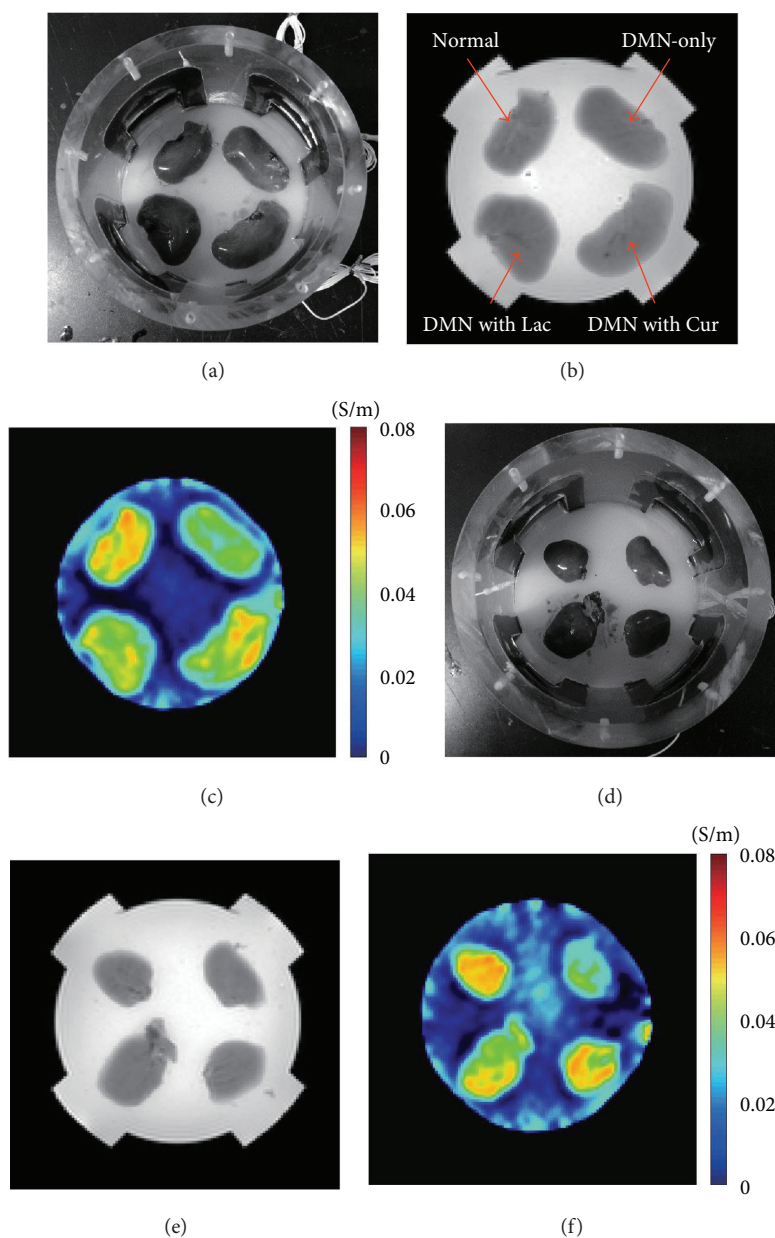 Normal
DMN-only
DMN with Lac
DMN with Cur
(a)
(b)
(S/m)
0.08
0.06
0.04
0.02
0
(c)
(d)
(S/m)
0.08
0.06
0.04
0.02
0
(e)
(f)